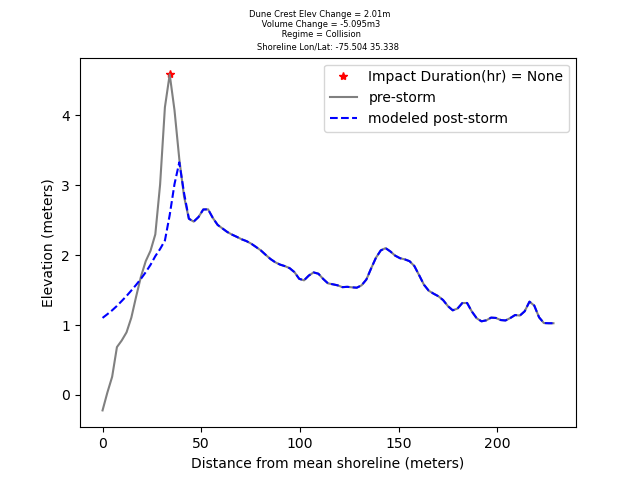 Dune Crest Elev Change = 2.01m
Volume Change = -5.095m3
Regime = Collision
Shoreline Lon/Lat: -75.504 35.338
Impact Duration(hr) = None
pre-storm
modeled post-storm
Elevation (meters)
4
3
2
1
0
0 50 100 150 200
Distance from mean shoreline (meters)